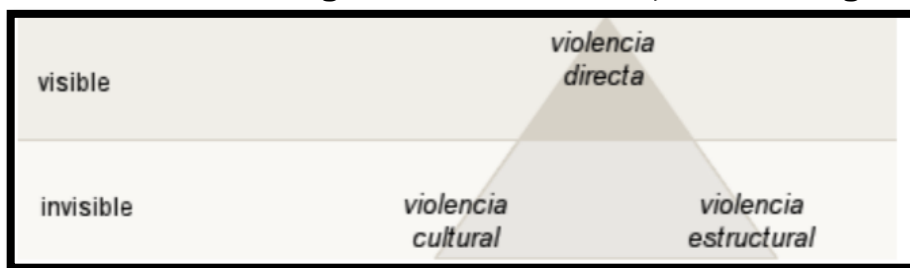 violencia
directa
visible
invisible
violencia
cultural
violencia
estructural